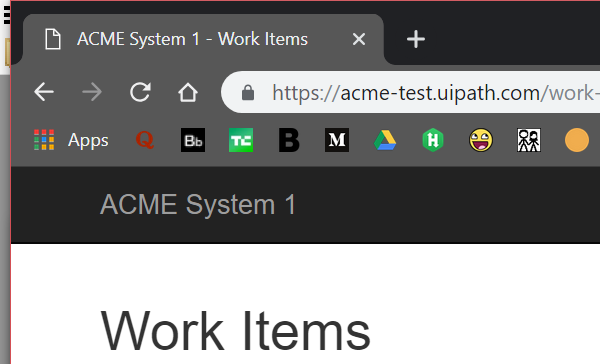 ACME System 1 - Work Items
https://acme-test.uipath.com/work-
Apps Q Bb TC B M
ACME System 1
Work Items